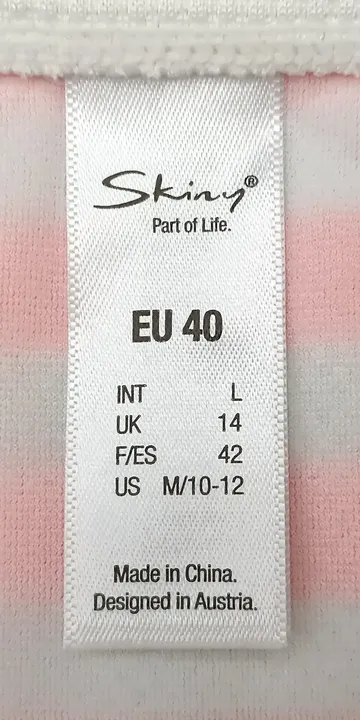 Skiny®
Part of Life.
EU 40
INT L
UK 14
F/ES 42
US M/10-12
Made in China.
Designed in Austria.